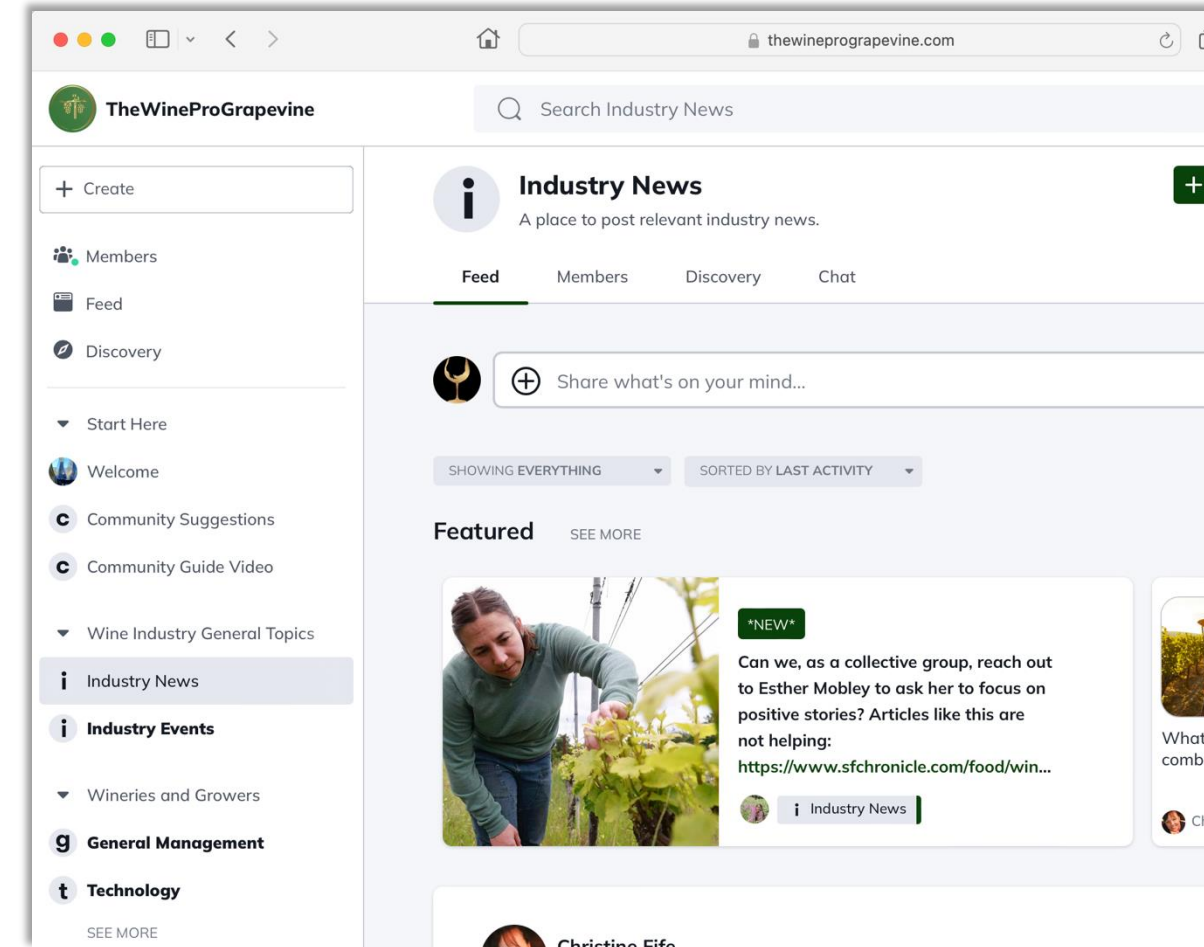 thewineprograpevine.com
TheWineProGrapevine
Search Industry News
Create
Members
Feed
Discovery
Start Here
Welcome
c Community Suggestions
c Community Guide Video
Wine Industry General Topics
i Industry News
i Industry Events
Wineries and Growers
g General Management
t Technology
SEE MORE
i
Industry News
A place to post relevant industry news.
Feed Members Discovery Chat
Share what's on your mind...
SHOWING EVERYTHING SORTED BY LAST ACTIVITY
Featured SEE MORE
*NEW*
Can we, as a collective group, reach out
to Esther Mobley to ask her to focus on
positive stories? Articles like this are
not helping:
https://www.sfchronicle.com/food/win...
i Industry News
What
comb
Ch
Christine Fife